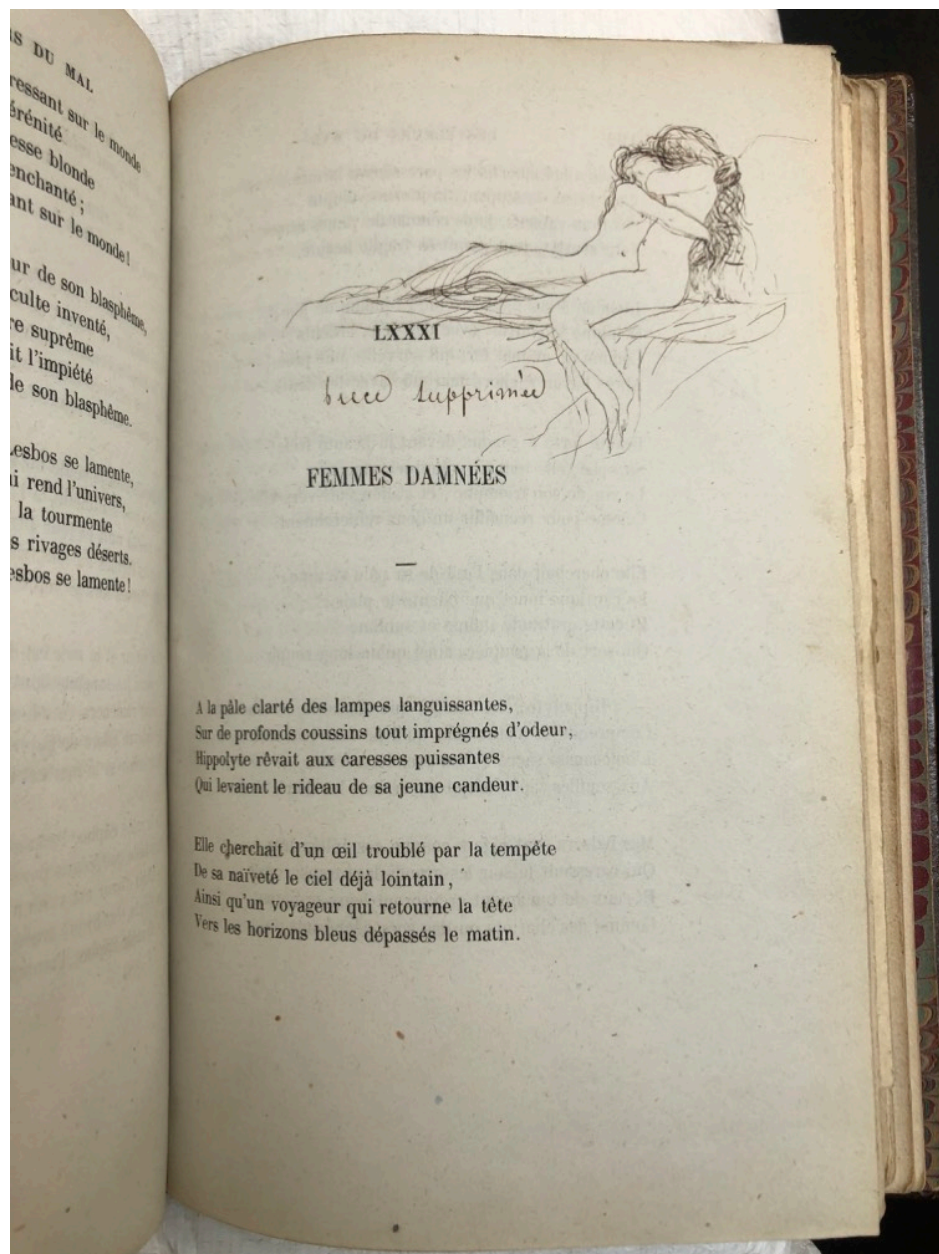 RS DU MAL
ressant sur le monde
érénité
esse blonde
enchanté ;
ant sur le monde!
ur de son blasphème,
culte inventé,
re suprême
it l'impiété
de son blasphème.
Lesbos se lamente,
i rend l'univers,
la tourmente
s rivages déserts.
esbos se lamente!
LXXXI
supprimée
FEMMES DAMNÉES
A la pâle clarté des lampes languissantes,
Sur de profonds coussins tout imprégnés d'odeur,
Hippolyte rêvait aux caresses puissantes
Qui levaient le rideau de sa jeune candeur.
Elle cherchait d'un œil troublé par la tempête
De sa naïveté le ciel déjà lointain,
Ainsi qu'un voyageur qui retourne la tête
Vers les horizons bleus dépassés le matin.